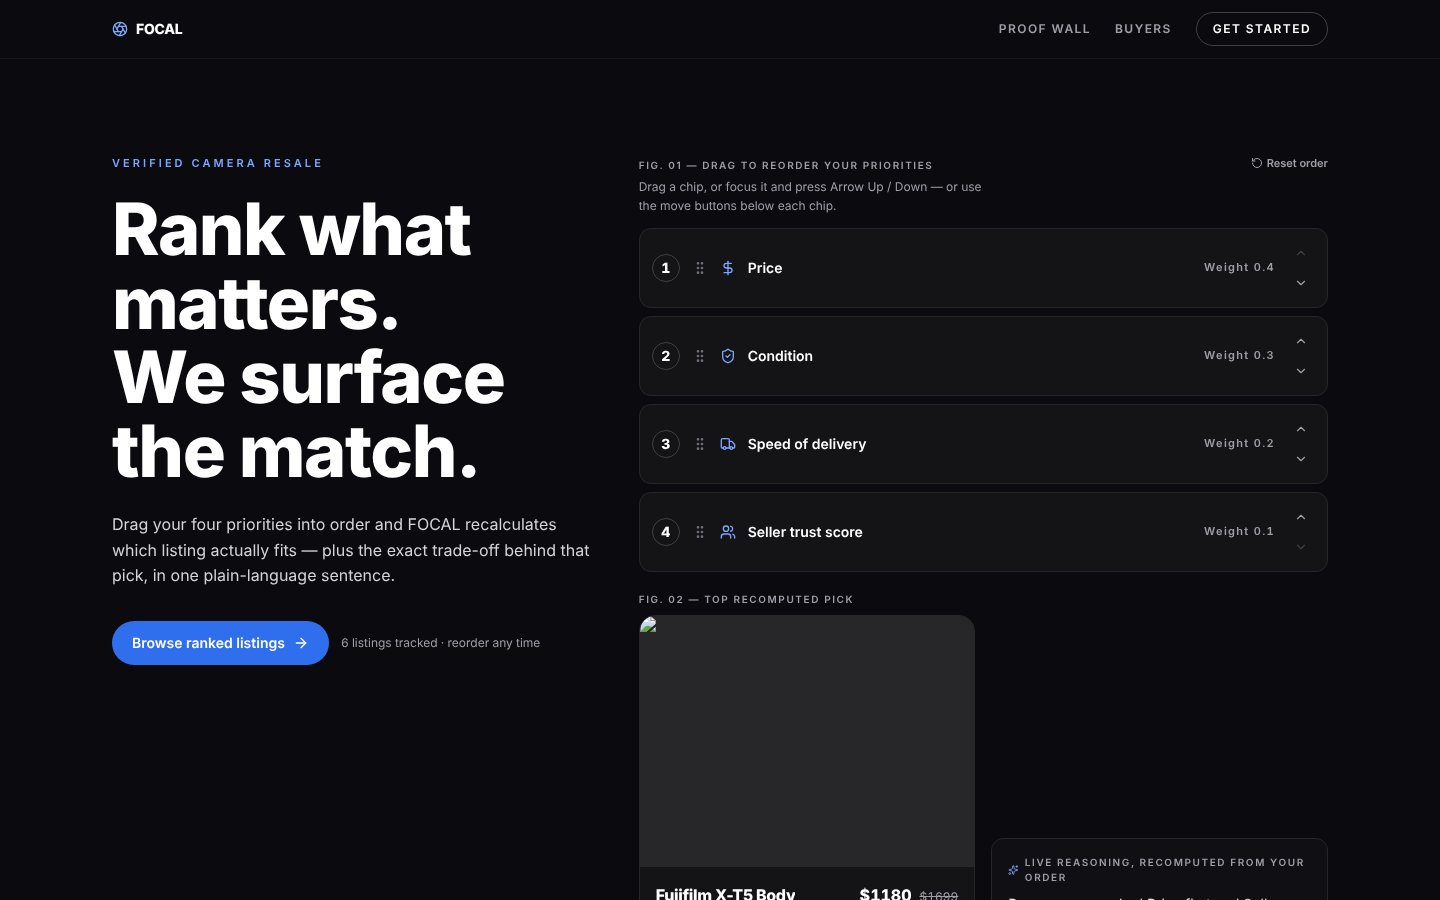 FOCAL
PROOF WALL
BUYERS
GET STARTED
VERIFIED CAMERA RESALE
Rank what
matters.
We surface
the match.
Drag your four priorities into order and FOCAL recalculates
which listing actually fits — plus the exact trade-off behind that
pick, in one plain-language sentence.
Browse ranked listings
6 listings tracked · reorder any time
FIG. 01 — DRAG TO REORDER YOUR PRIORITIES
Reset order
Drag a chip, or focus it and press Arrow Up / Down — or use
the move buttons below each chip.
1 Price Weight 0.4
2 Condition Weight 0.3
3 Speed of delivery Weight 0.2
4 Seller trust score Weight 0.1
FIG. 02 — TOP RECOMPUTED PICK
Fujifilm X-T5 Body $1180 $1699
LIVE REASONING, RECOMPUTED FROM YOUR
ORDER